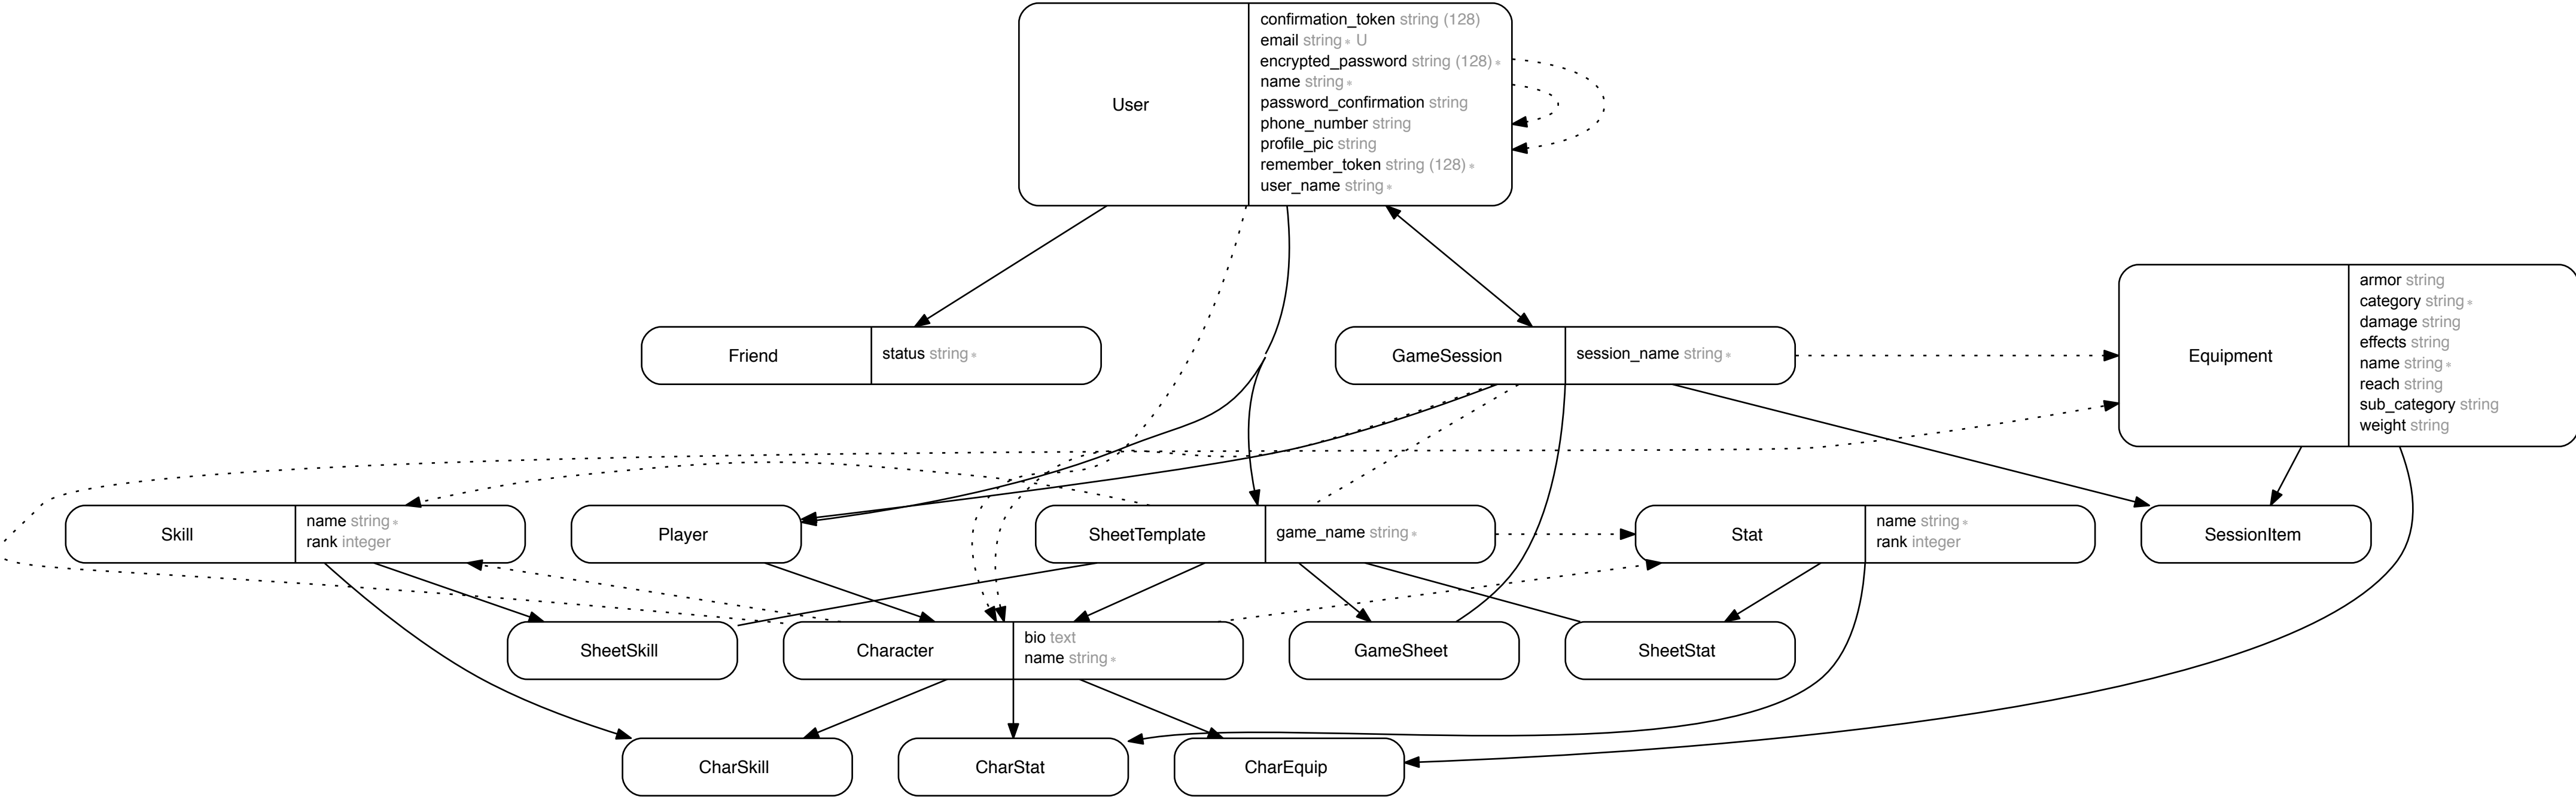 User
confirmation_token string (128)
email string* U
encrypted_password string (128)*
name string*
password_confirmation string
phone_number string
profile_pic string
remember_token string (128)*
user_name string*
Friend
status string*
GameSession
session_name string*
Equipment
armor string
category string*
damage string
effects string
name string*
reach string
sub_category string
weight string
Skill
name string*
rank integer
Player
SheetTemplate
game_name string*
Stat
name string*
rank integer
SessionItem
SheetSkill
Character
bio text
name string*
GameSheet
SheetStat
CharSkill
CharStat
CharEquip